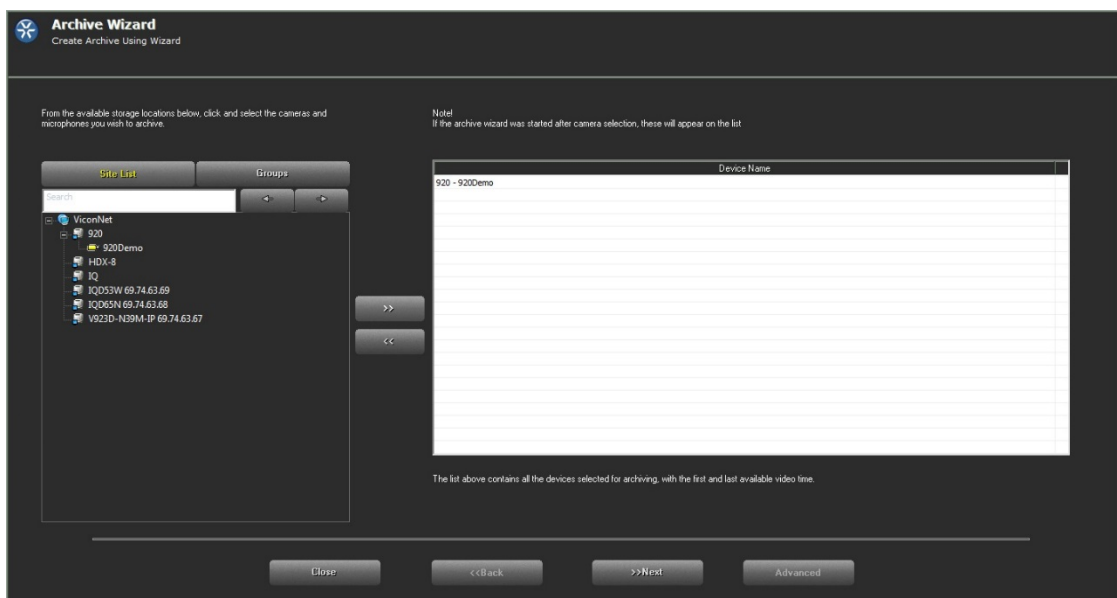 Archive Wizard
Create Archive Using Wizard
From the available storage locations below, click and select the cameras and
microphones you wish to archive.
Note!
If the archive wizard was started after camera selection, these will appear on the list
Site List
Groups
Search
Device Name
920 - 920Demo
ViconNet
920
920Demo
HDX-8
IQ
IQD53W 69.74.63.69
IQD65N 69.74.63.68
V923D-N39M-IP 69.74.63.67
>>
<<
The list above contains all the devices selected for archiving, with the first and last available video time.
Close
<<Back
>>Next
Advanced